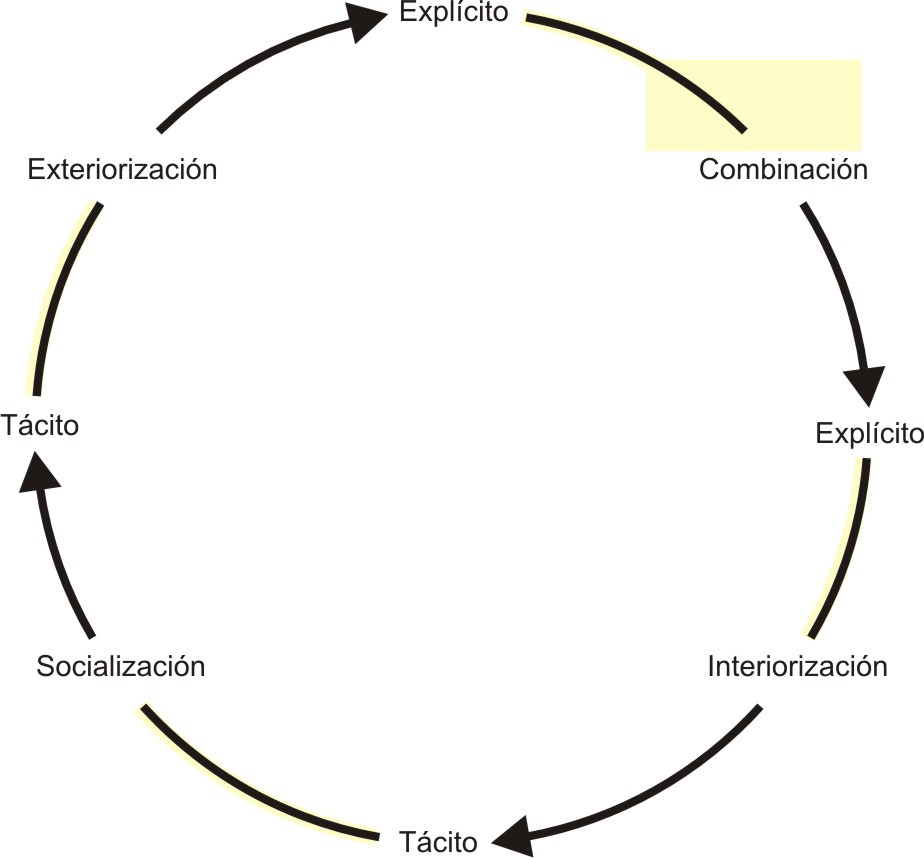 Explícito
Exteriorización
Combinación
Tácito
Explícito
Socialización
Interiorización
Tácito